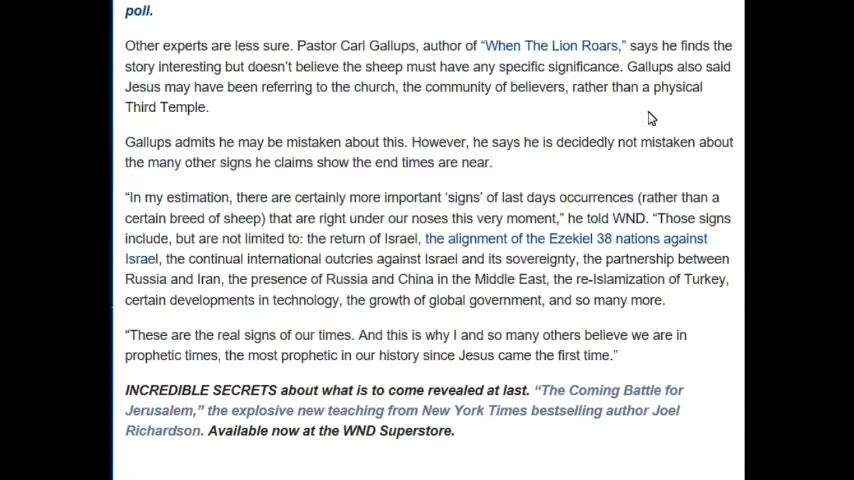 poll.
Other experts are less sure. Pastor Carl Gallups, author of “When The Lion Roars,” says he finds the
story interesting but doesn’t believe the sheep must have any specific significance. Gallups also said
Jesus may have been referring to the church, the community of believers, rather than a physical
Third Temple.
Gallups admits he may be mistaken about this. However, he says he is decidedly not mistaken about
the many other signs he claims show the end times are near.
“In my estimation, there are certainly more important ‘signs’ of last days occurrences (rather than a
certain breed of sheep) that are right under our noses this very moment,” he told WND. “Those signs
include, but are not limited to: the return of Israel, the alignment of the Ezekiel 38 nations against
Israel, the continual international outcries against Israel and its sovereignty, the partnership between
Russia and Iran, the presence of Russia and China in the Middle East, the re-Islamization of Turkey,
certain developments in technology, the growth of global government, and so many more.
“These are the real signs of our times. And this is why I and so many others believe we are in
prophetic times, the most prophetic in our history since Jesus came the first time.”
INCREDIBLE SECRETS about what is to come revealed at last. “The Coming Battle for
Jerusalem,” the explosive new teaching from New York Times bestselling author Joel
Richardson. Available now at the WND Superstore.